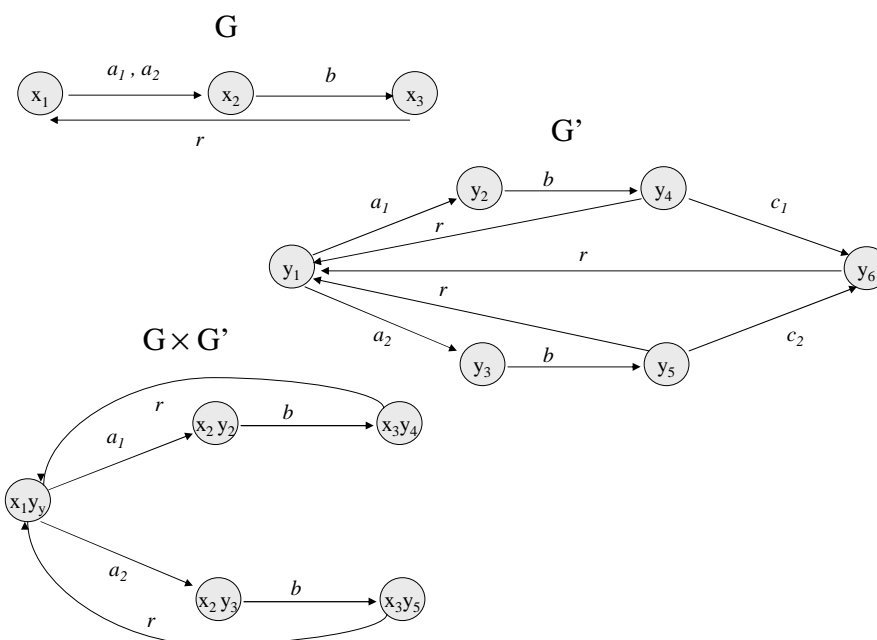 G
a1 , a2
b
x1
x2
x3
r
G’
y2
b
y4
a1
c1
r
y1
r
y6
r
a2
c2
y3
b
y5
G × G’
r
x2 y2
b
x3y4
a1
x1yy
a2
x2 y3
b
x3y5
r